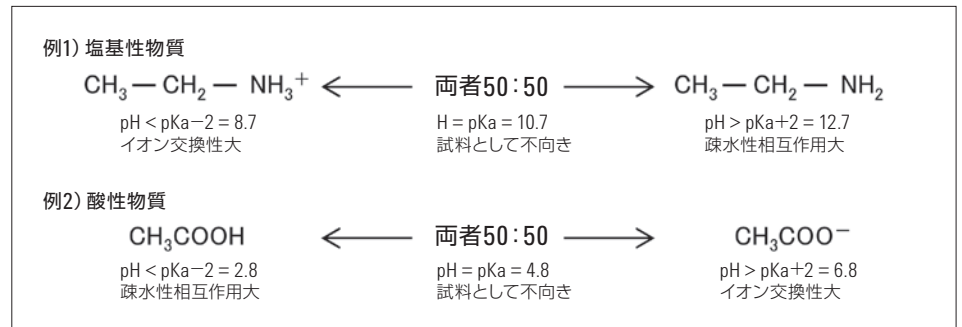 例1) 塩基性物質
CH₃ — CH₂ — NH₃⁺ ← 両者50:50 → CH₃ — CH₂ — NH₂
pH < pKa−2 = 8.7 H = pKa = 10.7 pH > pKa+2 = 12.7
イオン交換性大 試料として不向き 疎水性相互作用大
例2) 酸性物質
CH₃COOH ← 両者50:50 → CH₃COO⁻
pH < pKa−2 = 2.8 pH = pKa = 4.8 pH > pKa+2 = 6.8
疎水性相互作用大 試料として不向き イオン交換性大